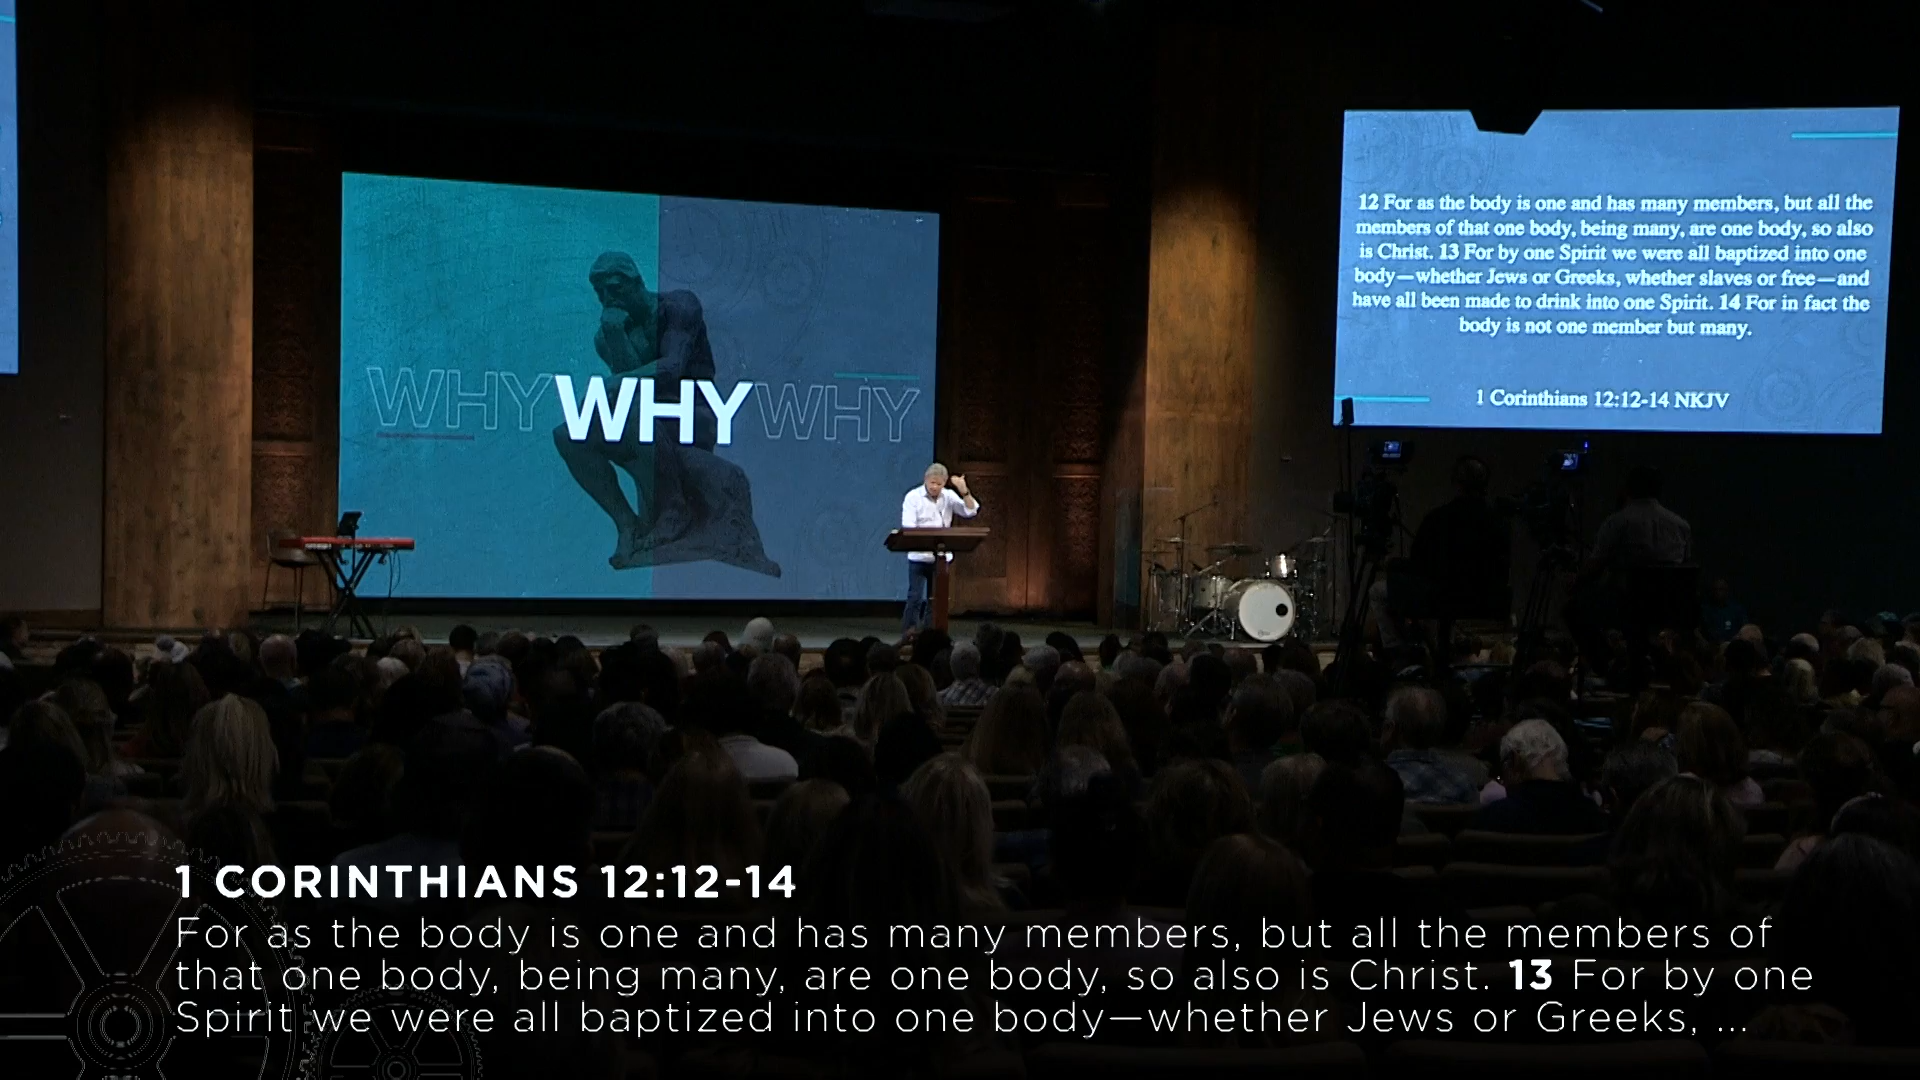 WHY WHY WHY
12 For as the body is one and has many members, but all the
members of that one body, being many, are one body, so also
is Christ. 13 For by one Spirit we were all baptized into one
body—whether Jews or Greeks, whether slaves or free—and
have all been made to drink into one Spirit. 14 For in fact the
body is not one member but many.
1 Corinthians 12:12-14 NKJV
1 CORINTHIANS 12:12-14
For as the body is one and has many members, but all the members of
that one body, being many, are one body, so also is Christ. 13 For by one
Spirit we were all baptized into one body—whether Jews or Greeks, ...